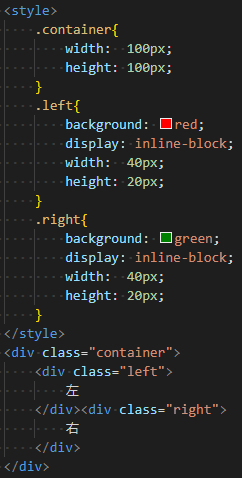 <style>
    .container{
        width: 100px;
        height: 100px;
    }
    .left{
        background: red;
        display: inline-block;
        width: 40px;
        height: 20px;
    }
    .right{
        background: green;
        display: inline-block;
        width: 40px;
        height: 20px;
    }
</style>
<div class="container">
    <div class="left">
        左
    </div><div class="right">
        右
    </div>
</div>